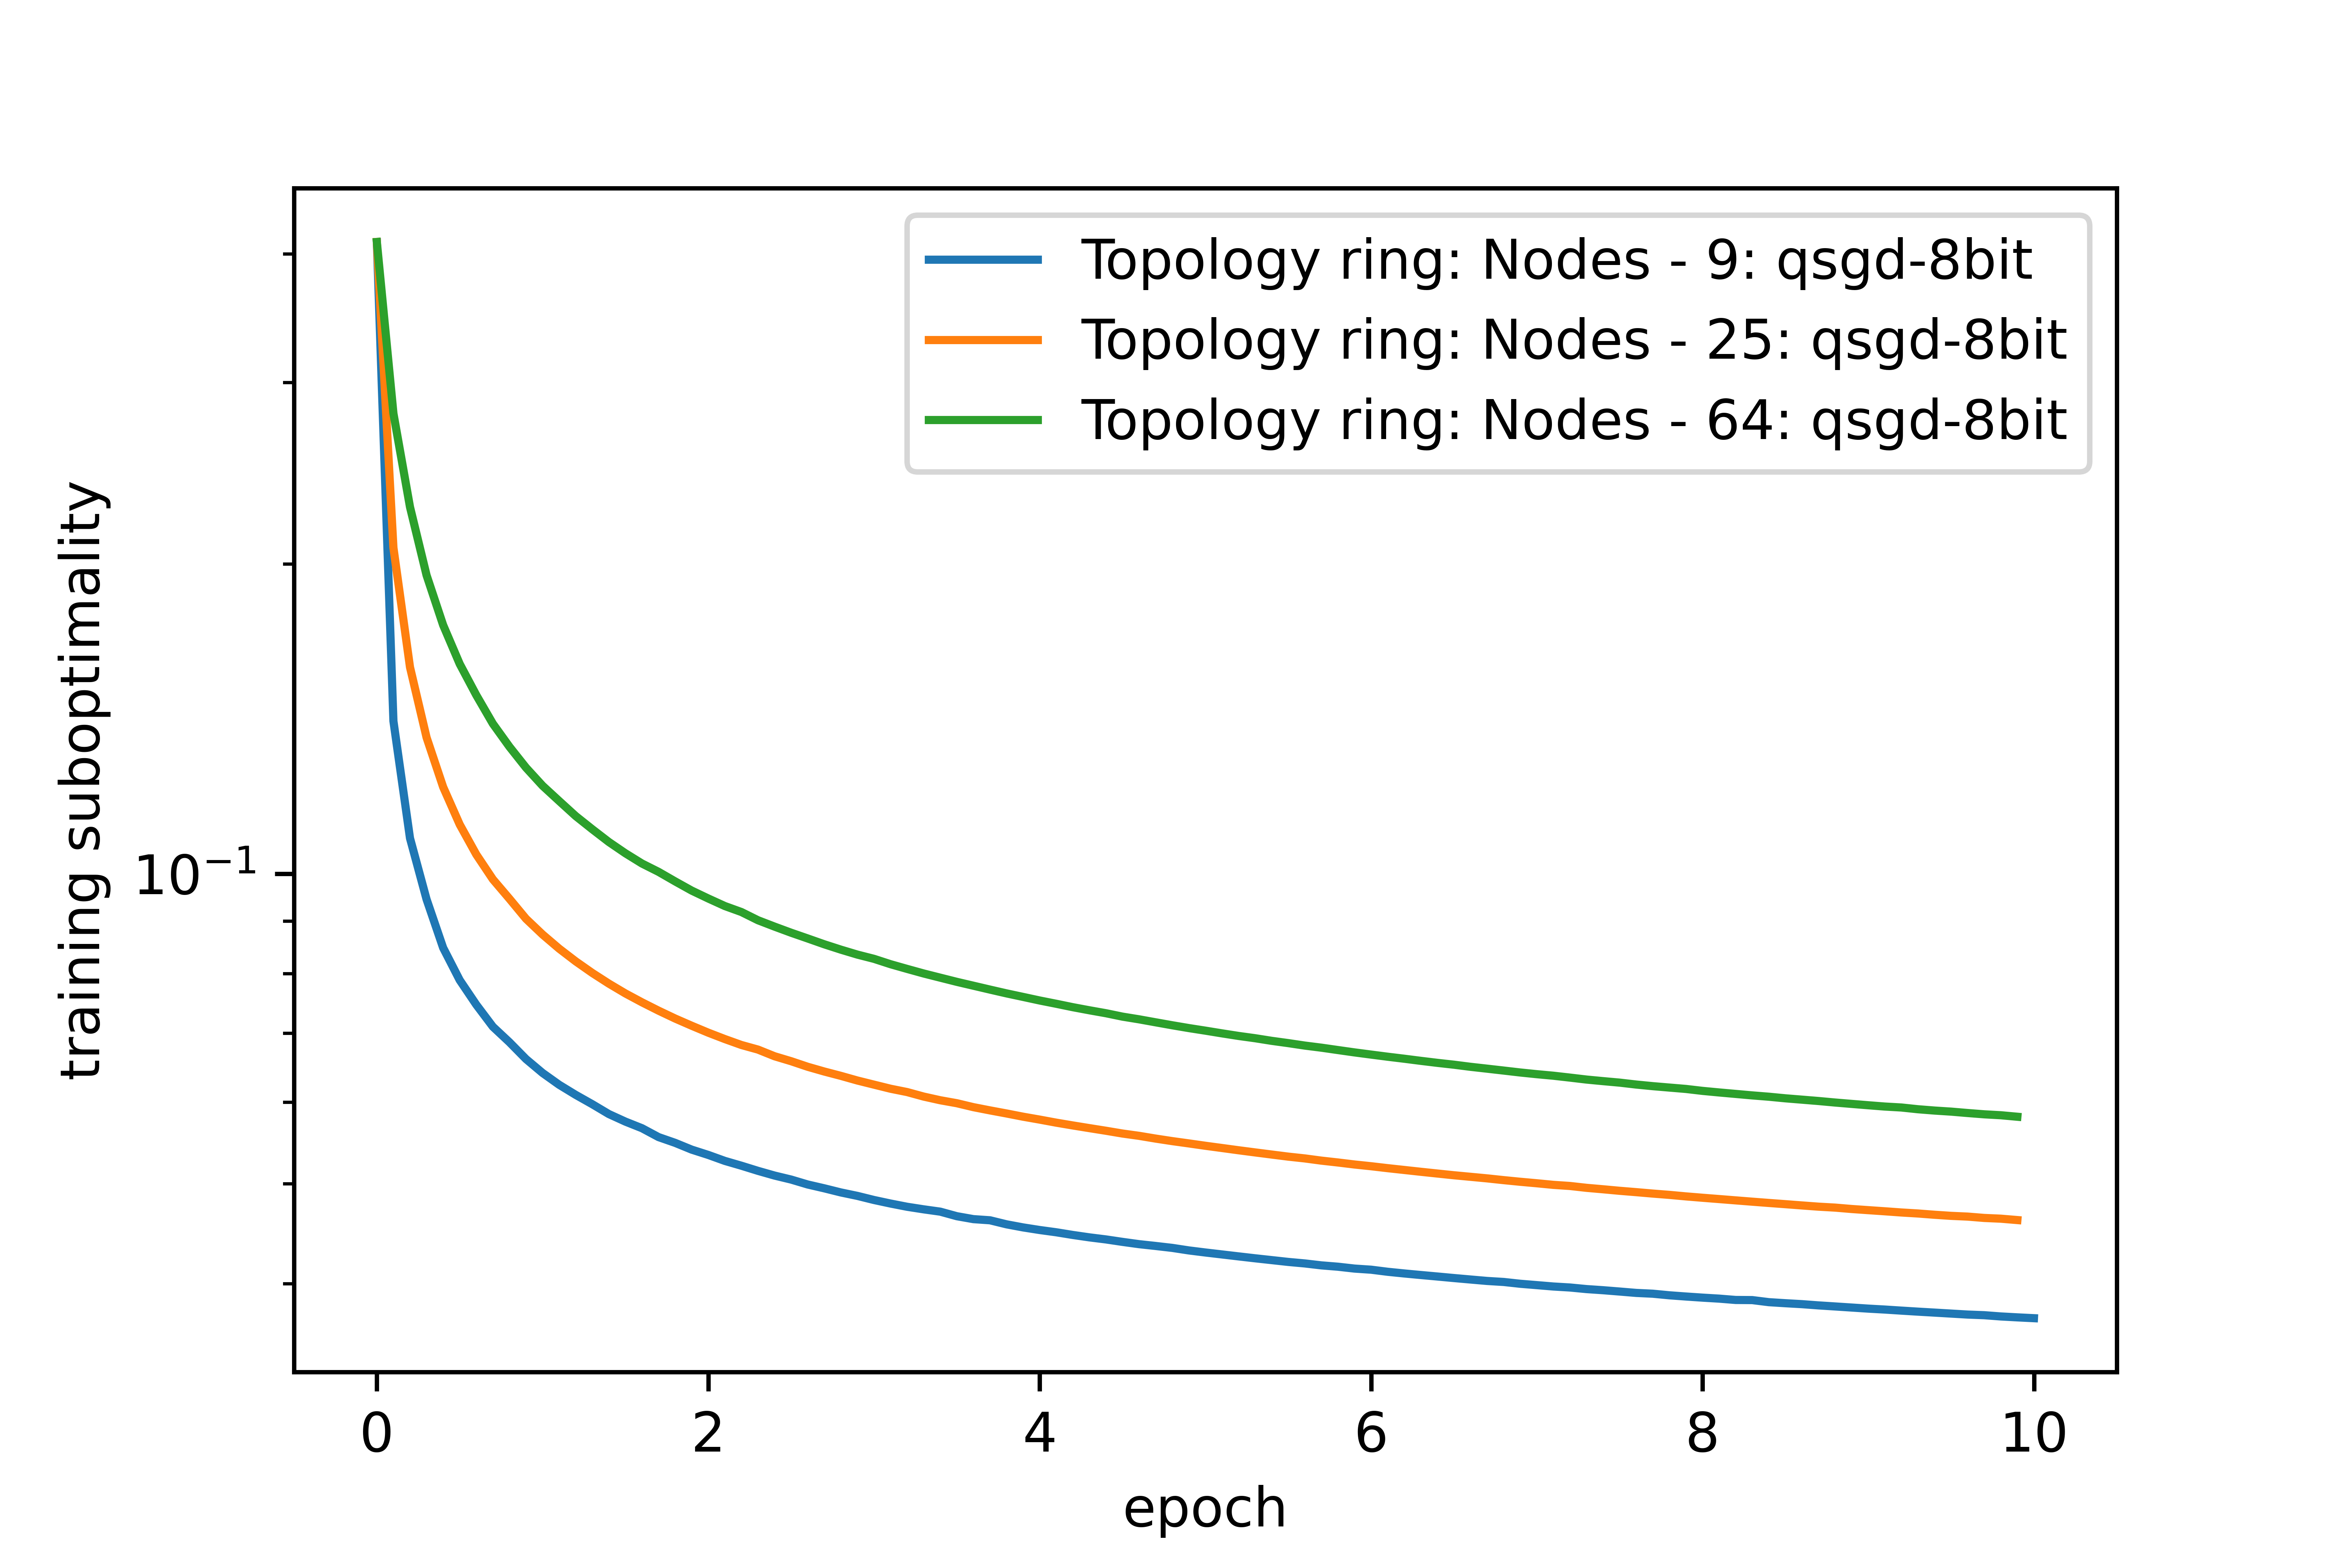 Topology ring: Nodes - 9: qsgd-8bit
Topology ring: Nodes - 25: qsgd-8bit
Topology ring: Nodes - 64: qsgd-8bit
training suboptimality
10⁻¹
0 2 4 6 8 10
epoch